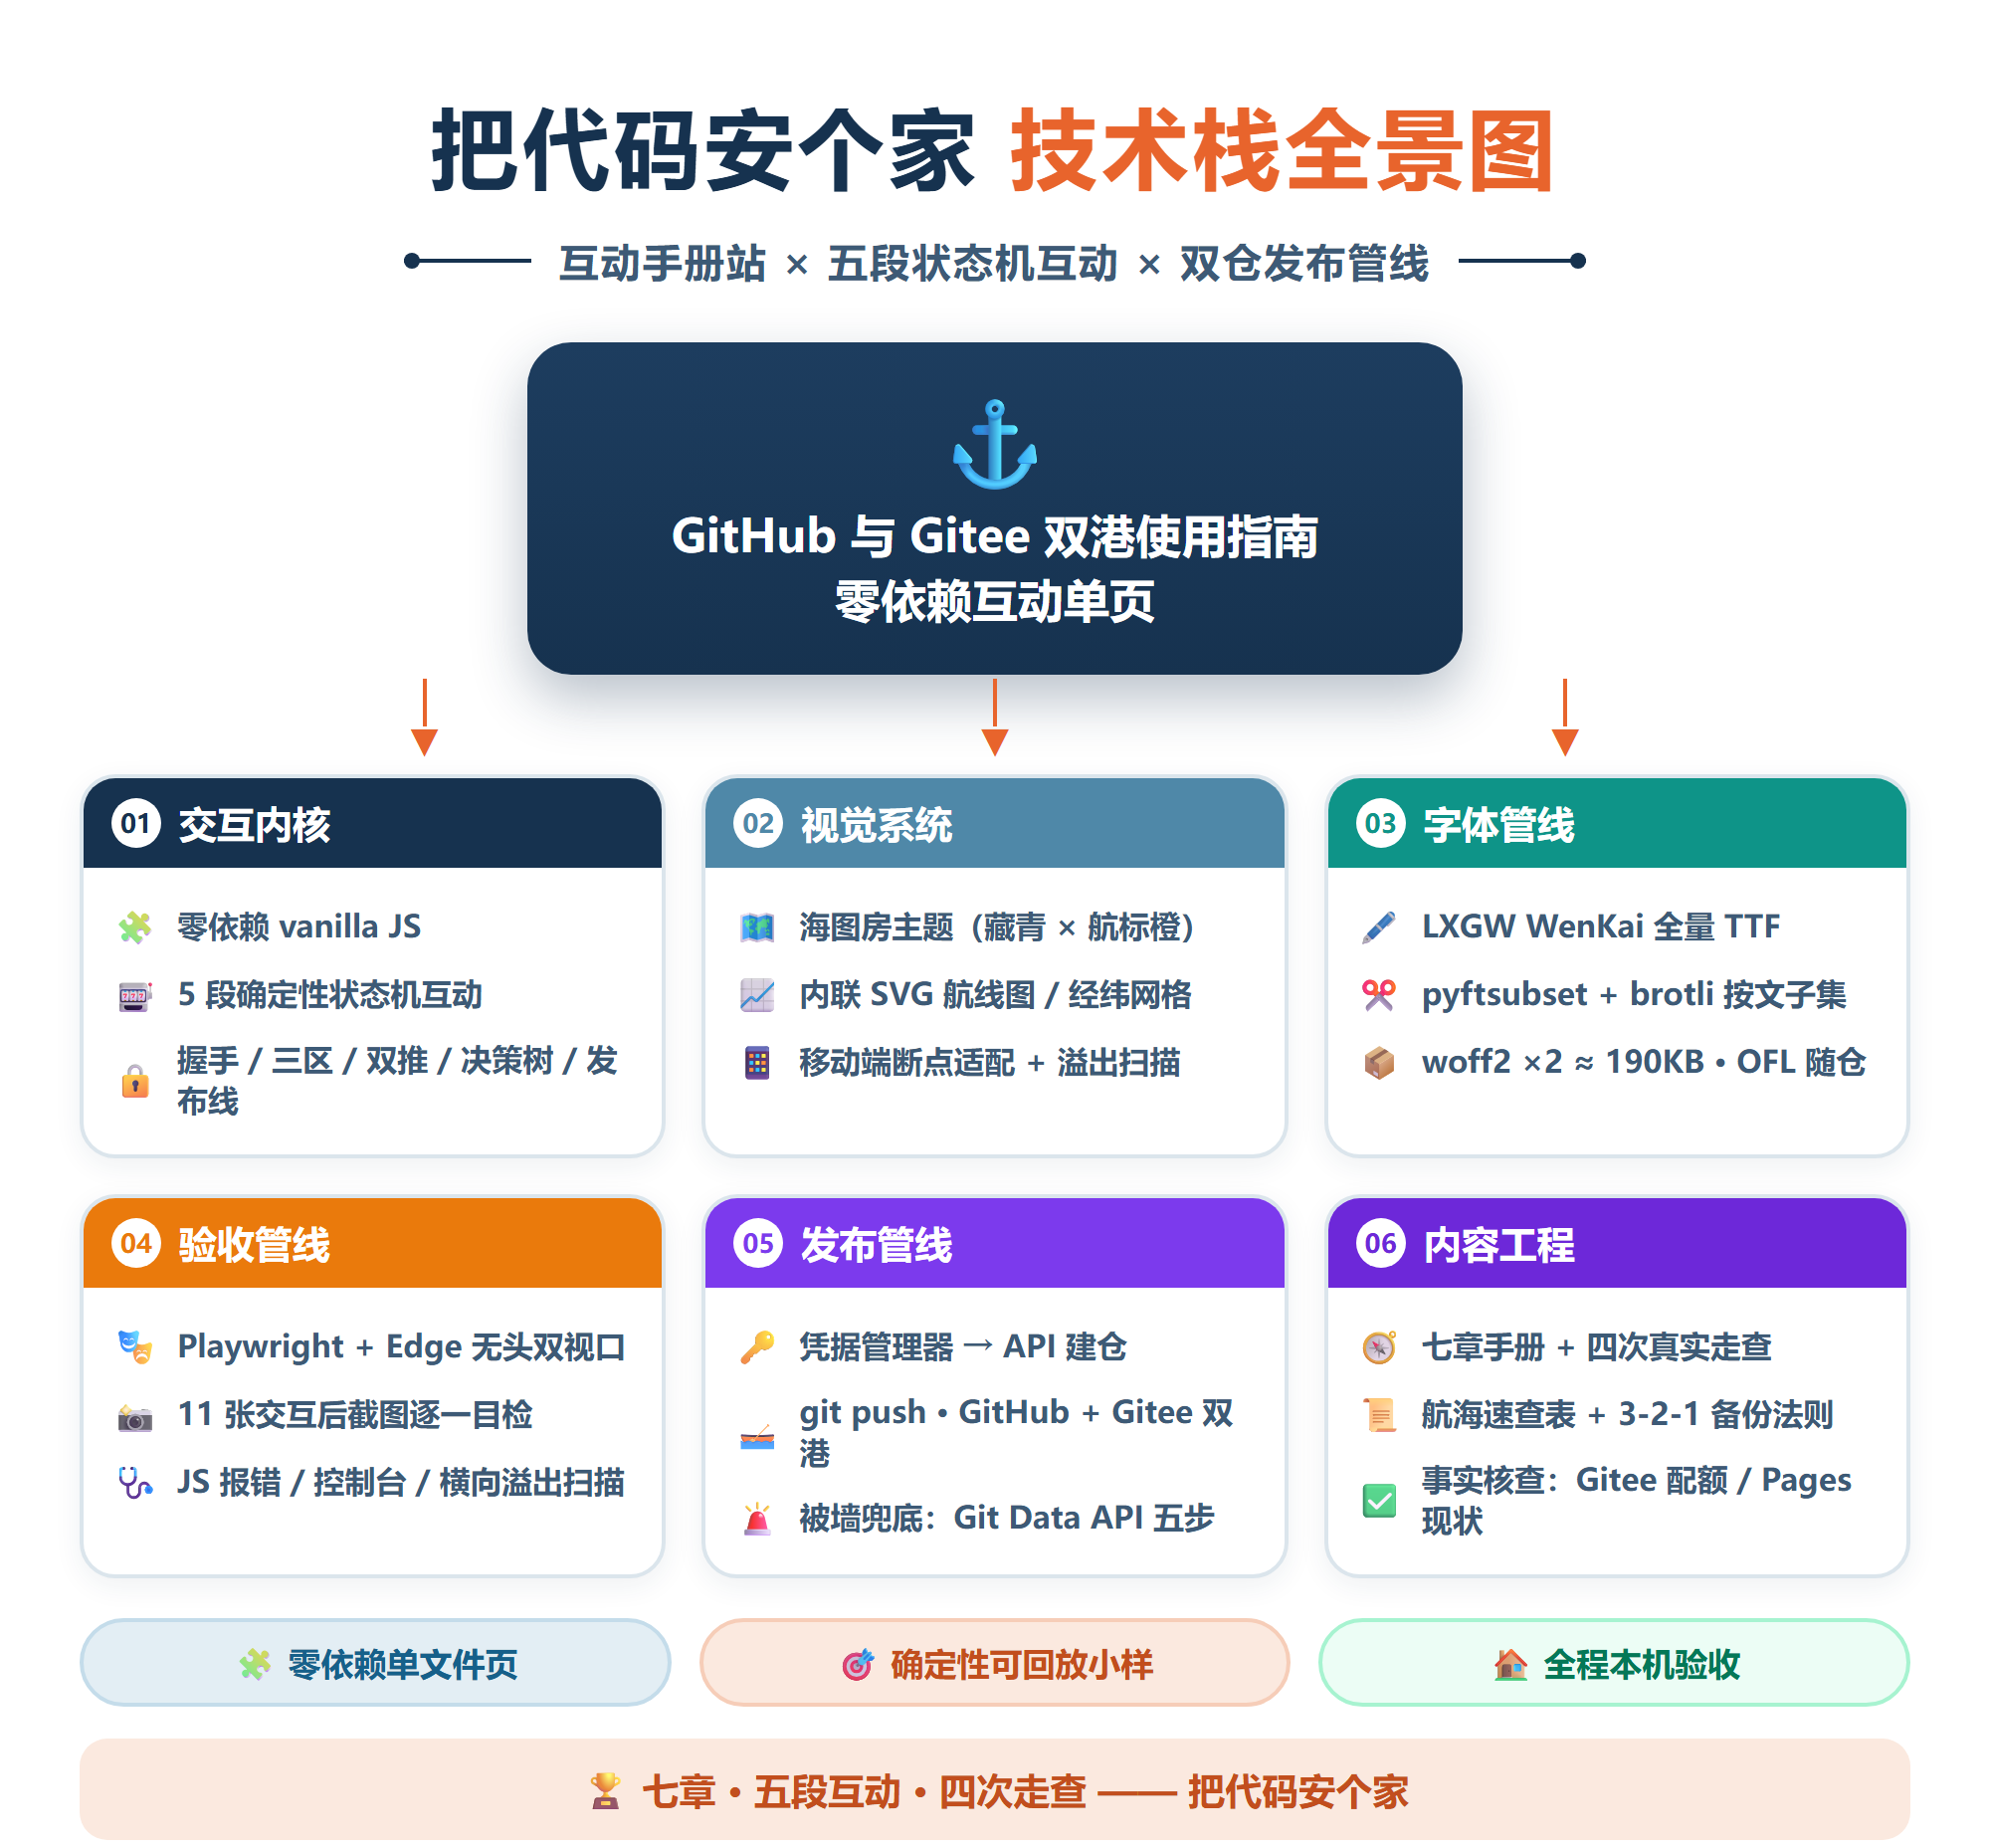 把代码安个家 技术栈全景图
互动手册站 × 五段状态机互动 × 双仓发布管线
GitHub 与 Gitee 双港使用指南
零依赖互动单页
01 交互内核
零依赖 vanilla JS
5 段确定性状态机互动
握手 / 三区 / 双推 / 决策树 / 发
布线
02 视觉系统
海图房主题（藏青 × 航标橙）
内联 SVG 航线图 / 经纬网格
移动端断点适配 + 溢出扫描
03 字体管线
LXGW WenKai 全量 TTF
pyftsubset + brotli 按文子集
woff2 ×2 ≈ 190KB • OFL 随仓
04 验收管线
Playwright + Edge 无头双视口
11 张交互后截图逐一目检
JS 报错 / 控制台 / 横向溢出扫描
05 发布管线
凭据管理器 → API 建仓
git push • GitHub + Gitee 双
港
被墙兜底：Git Data API 五步
06 内容工程
七章手册 + 四次真实走查
航海速查表 + 3-2-1 备份法则
事实核查：Gitee 配额 / Pages
现状
零依赖单文件页
确定性可回放小样
全程本机验收
七章 • 五段互动 • 四次走查 —— 把代码安个家